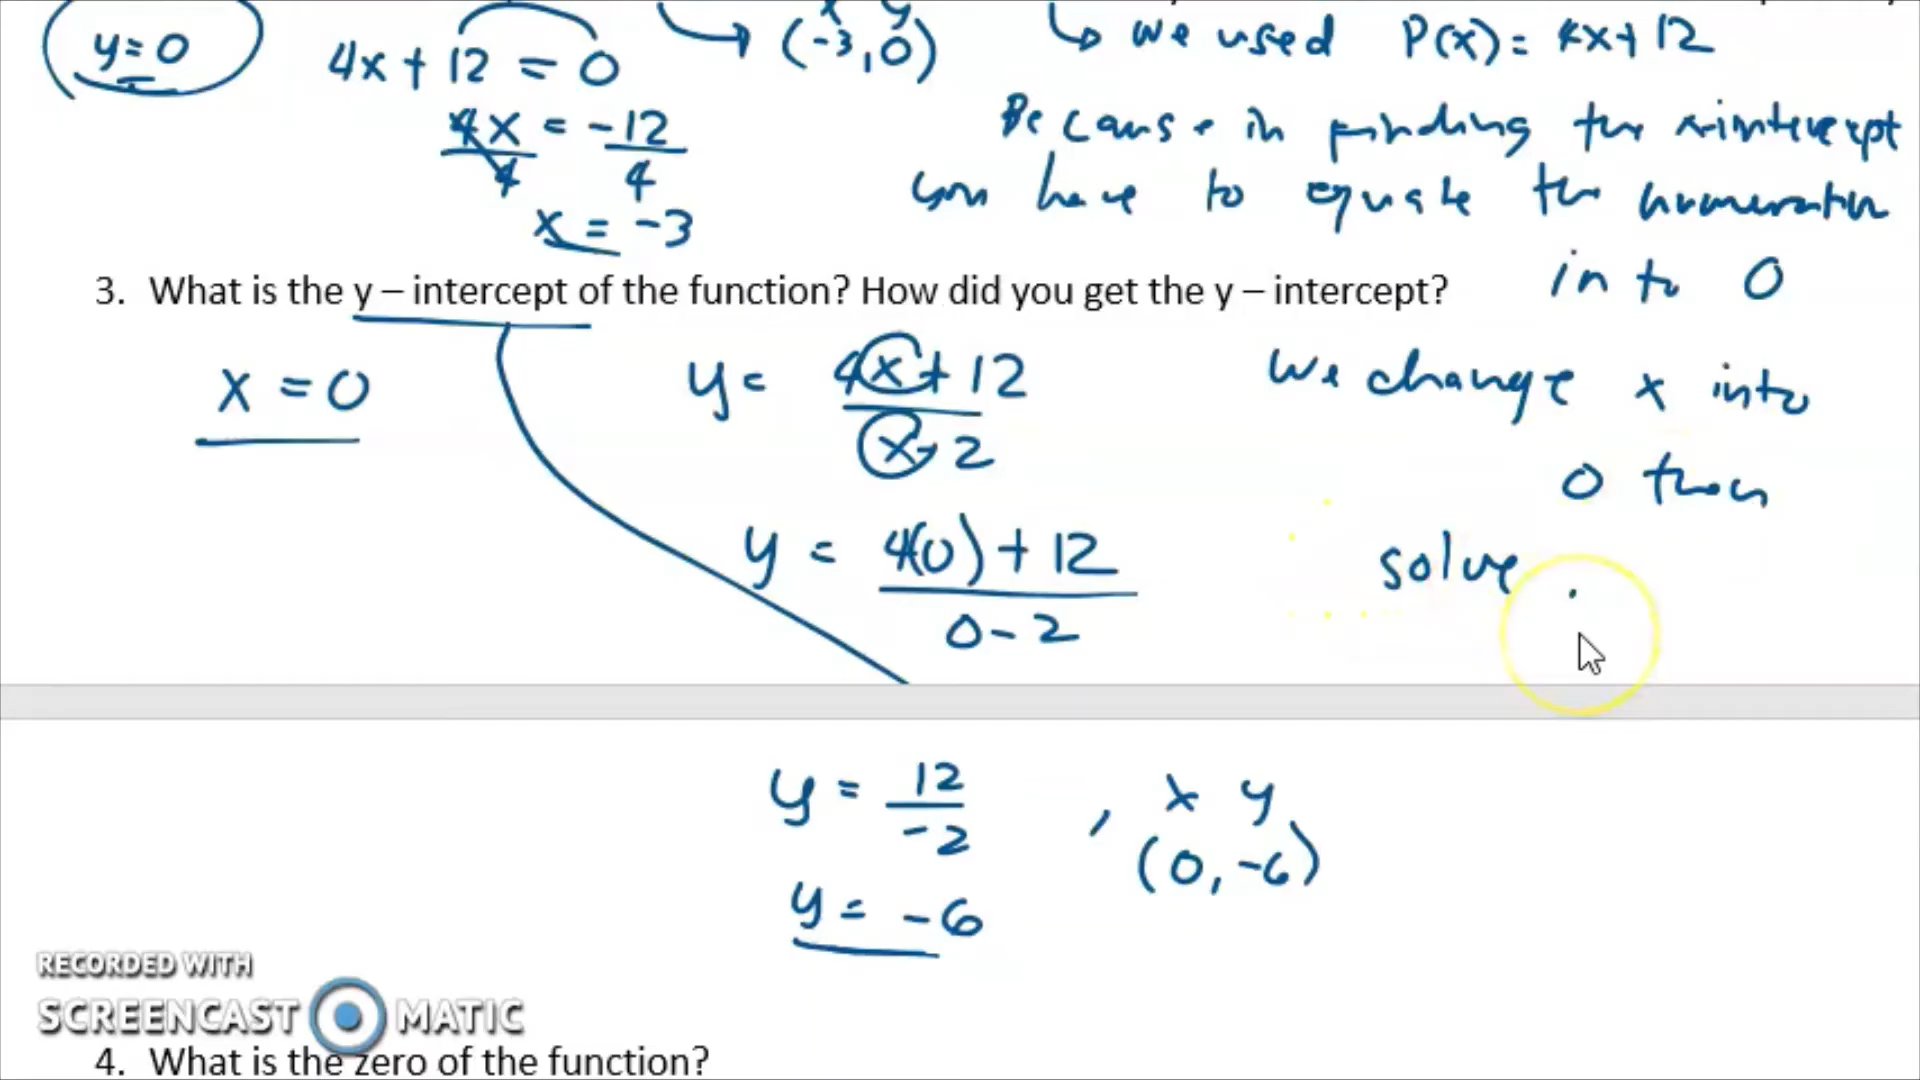 y=0
4x + 12 = 0
(-3, 0)
we used P(x) = 4x+12
4x = -12
4 4
x = -3
Because in finding the x-intercept
you have to equate the numerator
in to 0
3. What is the y – intercept of the function? How did you get the y – intercept?
x = 0
y = 4x + 12
x - 2
we change x into
0 then
solve .
y = 4(0) + 12
0 - 2
y = 12
-2
, x y
(0, -6)
y = -6
RECORDED WITH
SCREENCAST MATIC
4. What is the zero of the function?